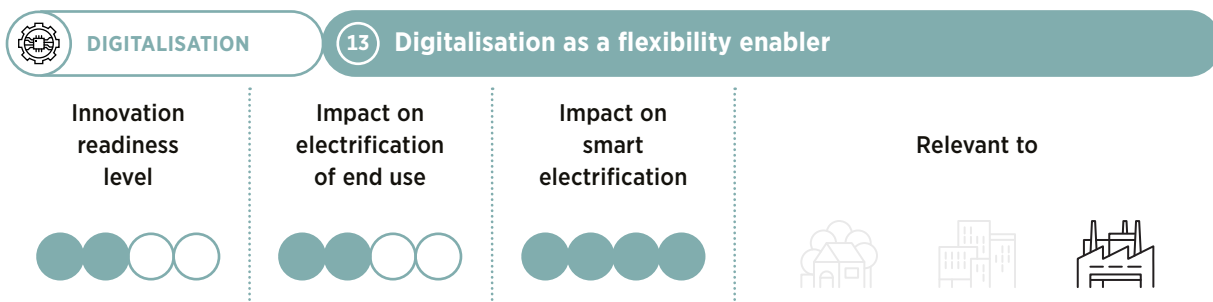 DIGITALISATION
13 Digitalisation as a flexibility enabler
Innovation
readiness
level
Impact on
electrification
of end use
Impact on
smart
electrification
Relevant to